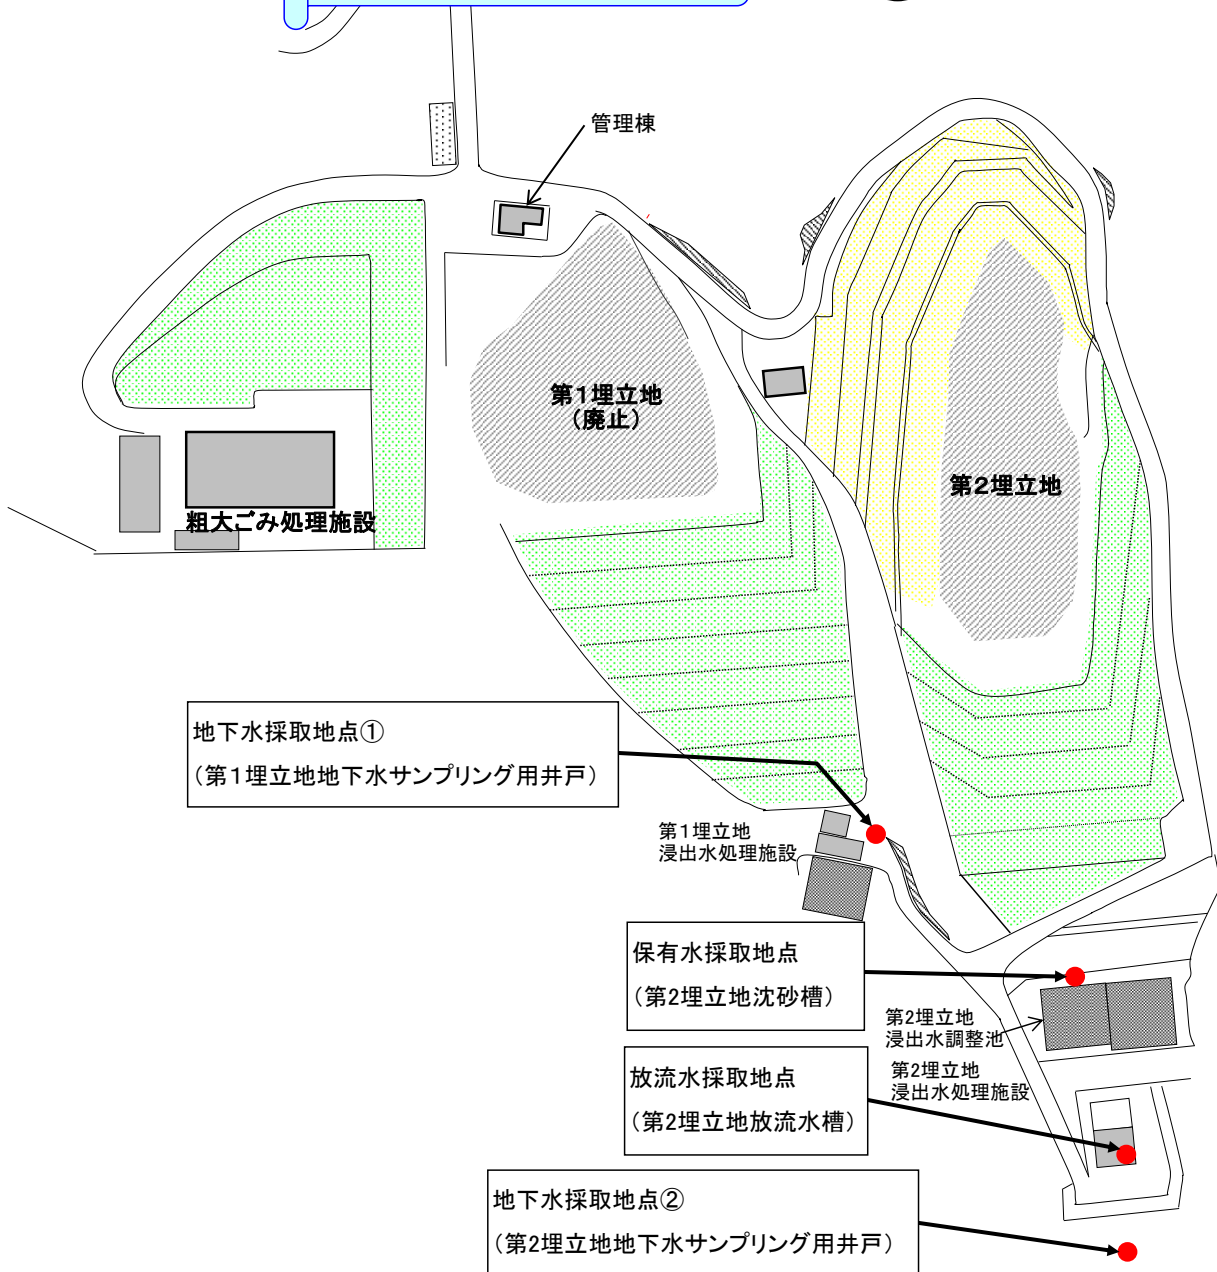 管理棟
第1埋立地
（廃止）
第2埋立地
粗大ごみ処理施設
地下水採取地点①
（第1埋立地地下水サンプリング用井戸）
第1埋立地
浸出水処理施設
保有水採取地点
（第2埋立地沈砂槽）
第2埋立地
浸出水調整池
放流水採取地点
（第2埋立地放流水槽）
第2埋立地
浸出水処理施設
地下水採取地点②
（第2埋立地地下水サンプリング用井戸）